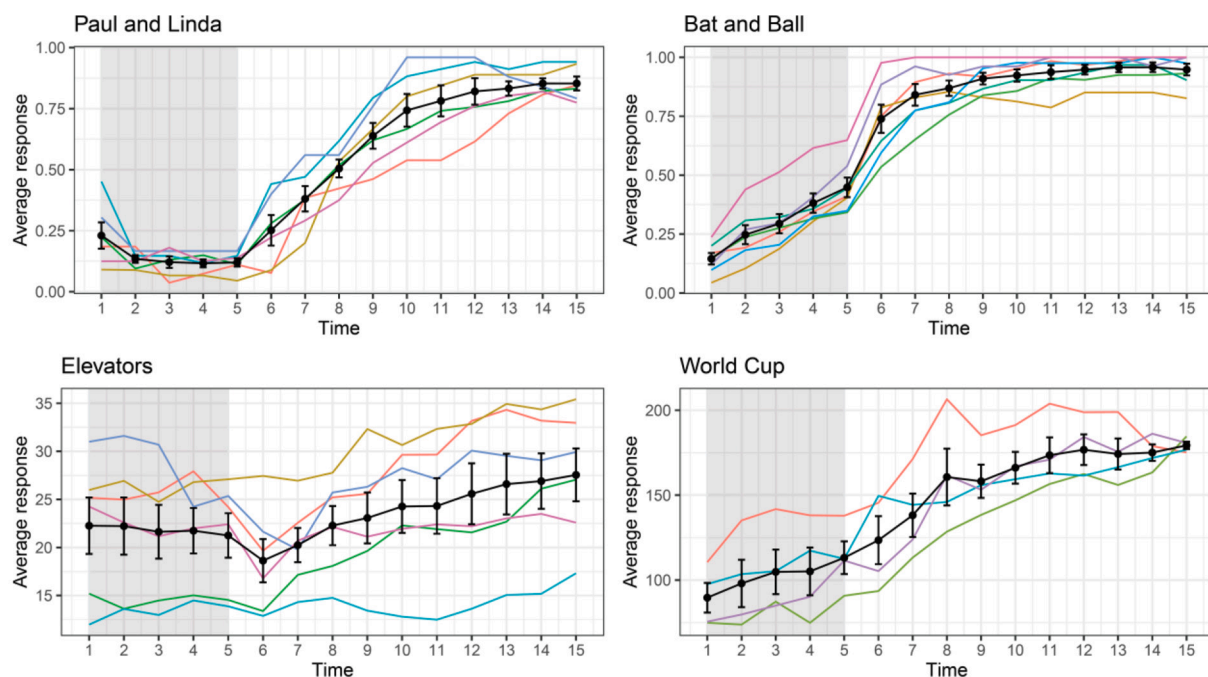 Paul and Linda
Average response
1.00
0.75
0.50
0.25
0.00
1 2 3 4 5 6 7 8 9 10 11 12 13 14 15
Time
Bat and Ball
Average response
1.00
0.75
0.50
0.25
0.00
1 2 3 4 5 6 7 8 9 10 11 12 13 14 15
Time
Elevators
Average response
35
30
25
20
15
1 2 3 4 5 6 7 8 9 10 11 12 13 14 15
Time
World Cup
Average response
200
150
100
1 2 3 4 5 6 7 8 9 10 11 12 13 14 15
Time